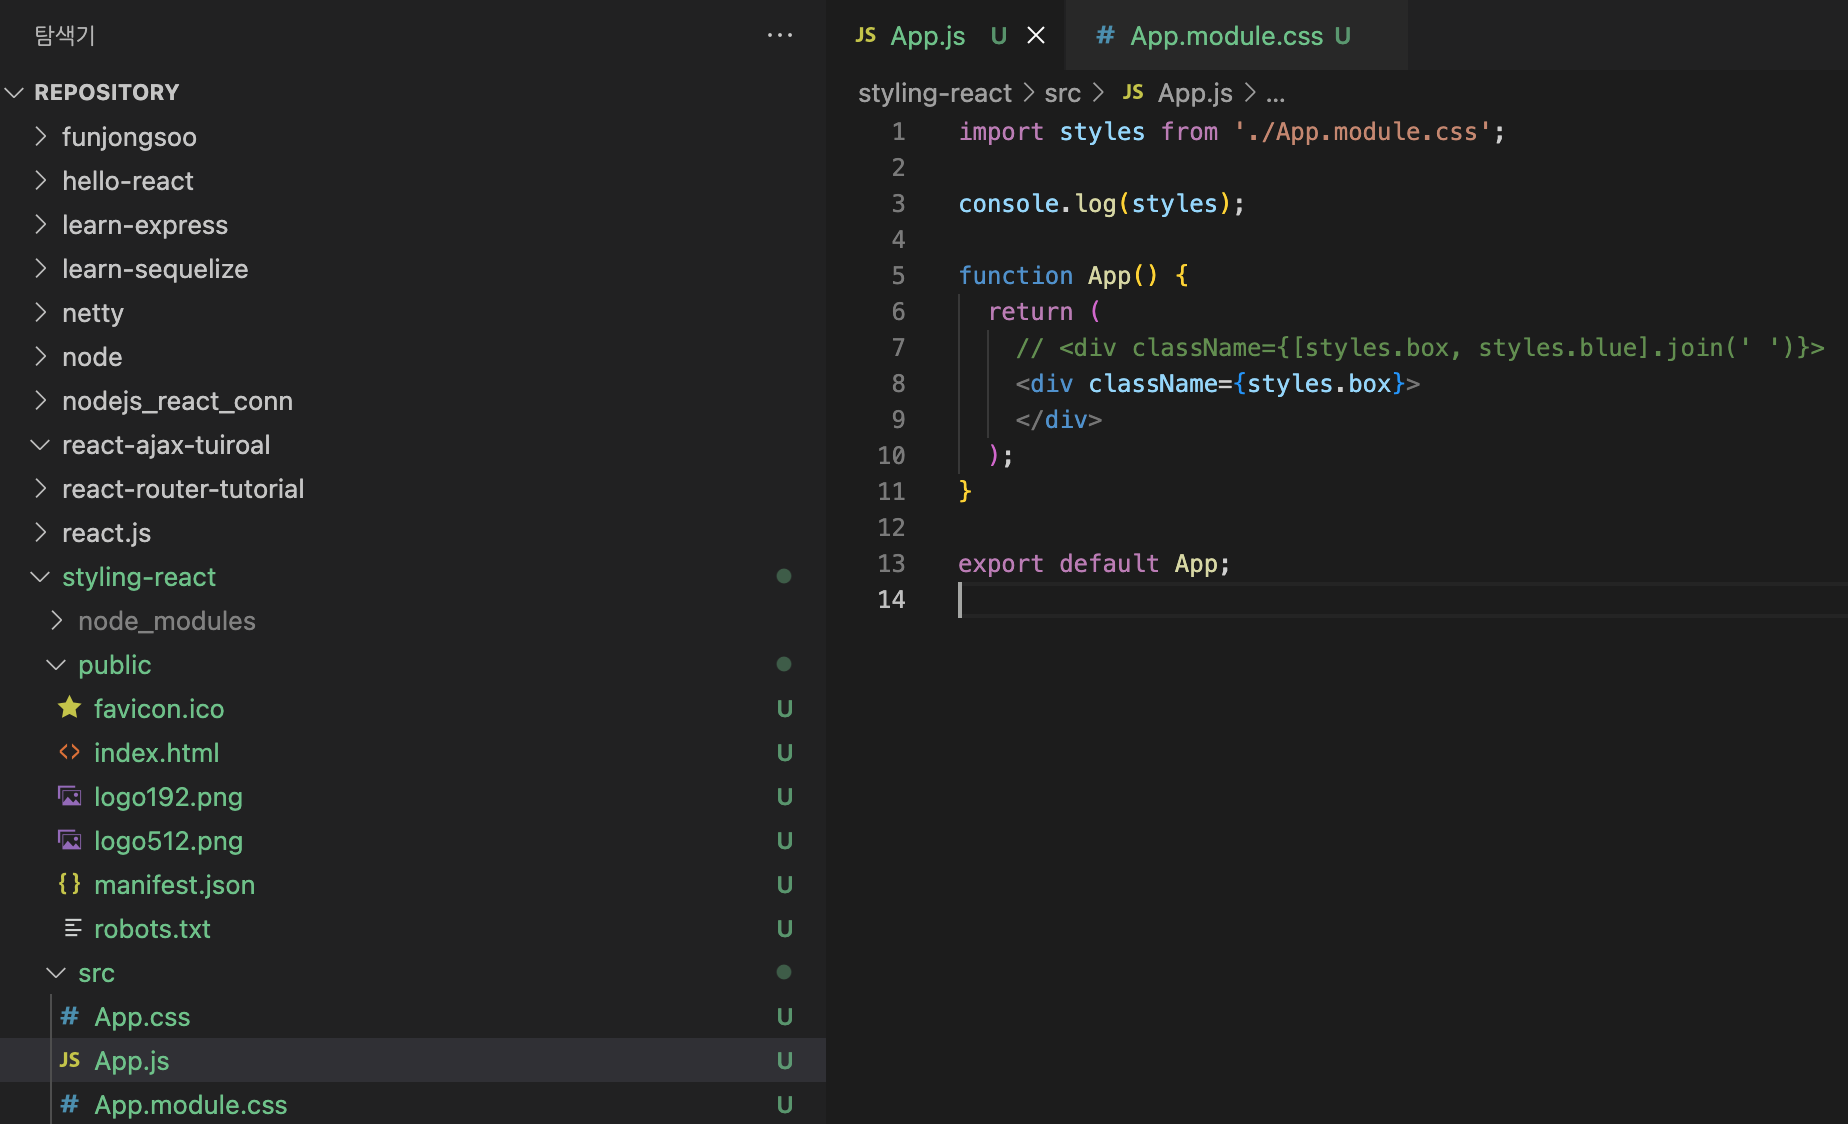 탐색기
REPOSITORY
funjongsoo
hello-react
learn-express
learn-sequelize
netty
node
nodejs_react_conn
react-ajax-tuiroal
react-router-tutorial
react.js
styling-react
node_modules
public
favicon.ico U
index.html U
logo192.png U
logo512.png U
{} manifest.json U
robots.txt U
src
# App.css U
JS App.js U
# App.module.css U
JS App.js U
# App.module.css U
styling-react > src > JS App.js > ...
1 import styles from './App.module.css';
2
3 console.log(styles);
4
5 function App() {
6 return (
7 // <div className={[styles.box, styles.blue].join(' ')}>
8 <div className={styles.box}>
9 </div>
10 );
11 }
12
13 export default App;
14